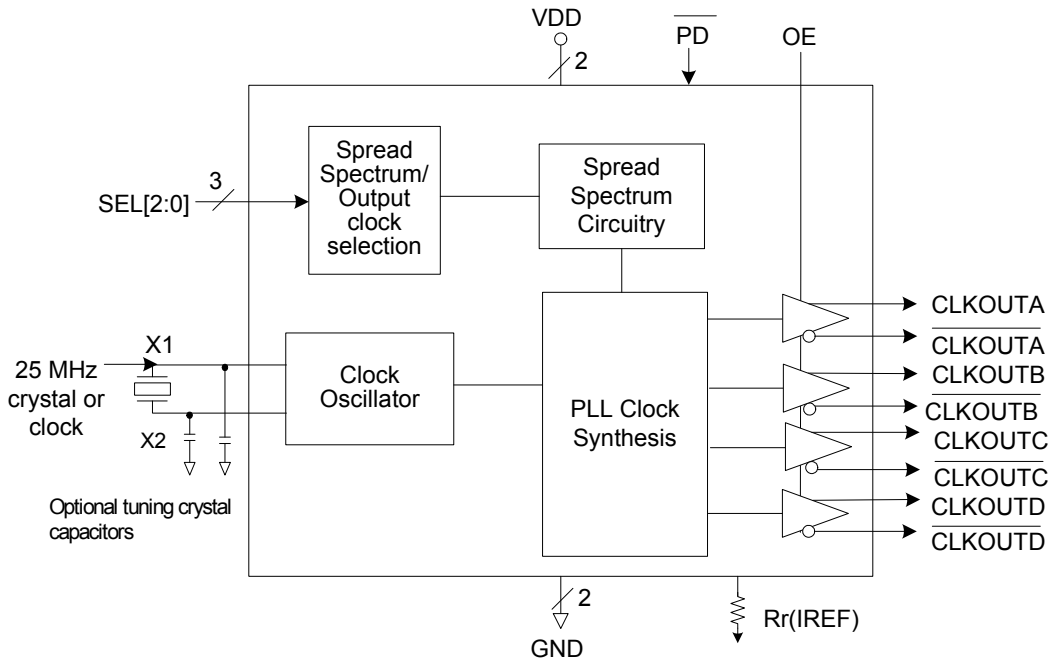 VDD
PD
OE
2
Spread
Spectrum/
Output
clock
selection
Spread
Spectrum
Circuitry
3
SEL[2:0]
CLKOUTA
CLKOUTA
CLKOUTB
CLKOUTB
CLKOUTC
CLKOUTC
CLKOUTD
CLKOUTD
X1
25 MHz
crystal or
clock
X2
Clock
Oscillator
PLL Clock
Synthesis
Optional tuning crystal
capacitors
2
GND
Rr(IREF)